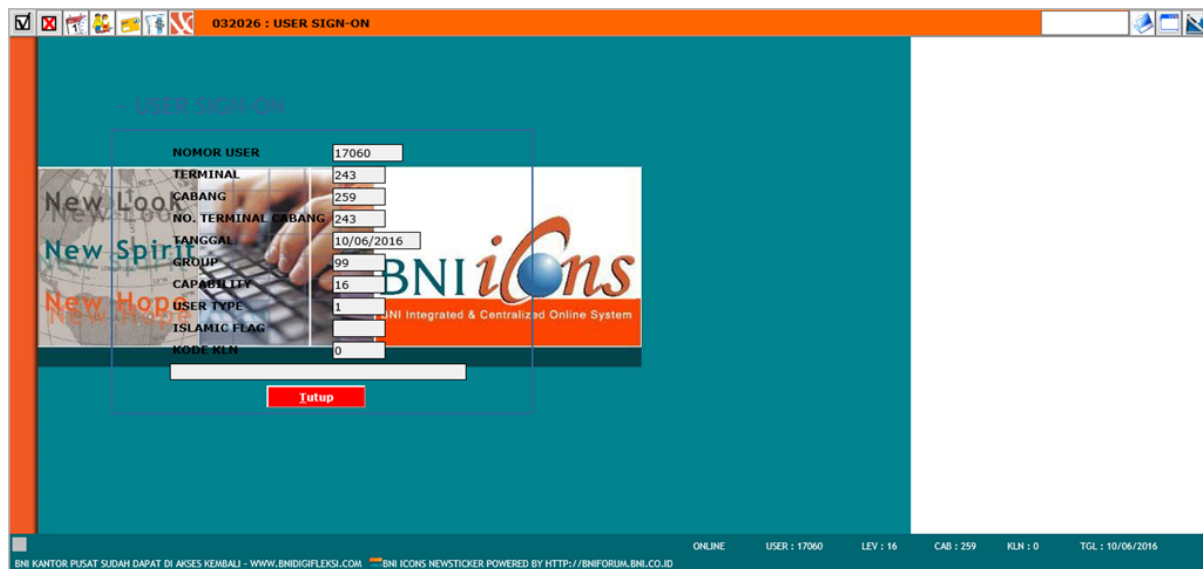 032026 : USER SIGN-ON
- USER SIGN-ON
NOMOR USER 17060
TERMINAL 243
CABANG 259
NO. TERMINAL CABANG 243
TANGGAL 10/06/2016
GROUP 99
CAPABILITY 16
USER TYPE 1
ISLAMIC FLAG
KODE KLN 0
Tutup
New Look
New Spirit
New Hope
BNI iCons
BNI Integrated & Centralized Online System
ONLINE USER : 17060 LEV : 16 CAB : 259 KLN : 0 TGL : 10/06/2016
BNI KANTOR PUSAT SUDAH DAPAT DI AKSES KEMBALI - WWW.BNIDIGIFLEKSI.COM BNI ICONS NEWSTICKER POWERED BY HTTP://BNIFORUM.BNI.CO.ID